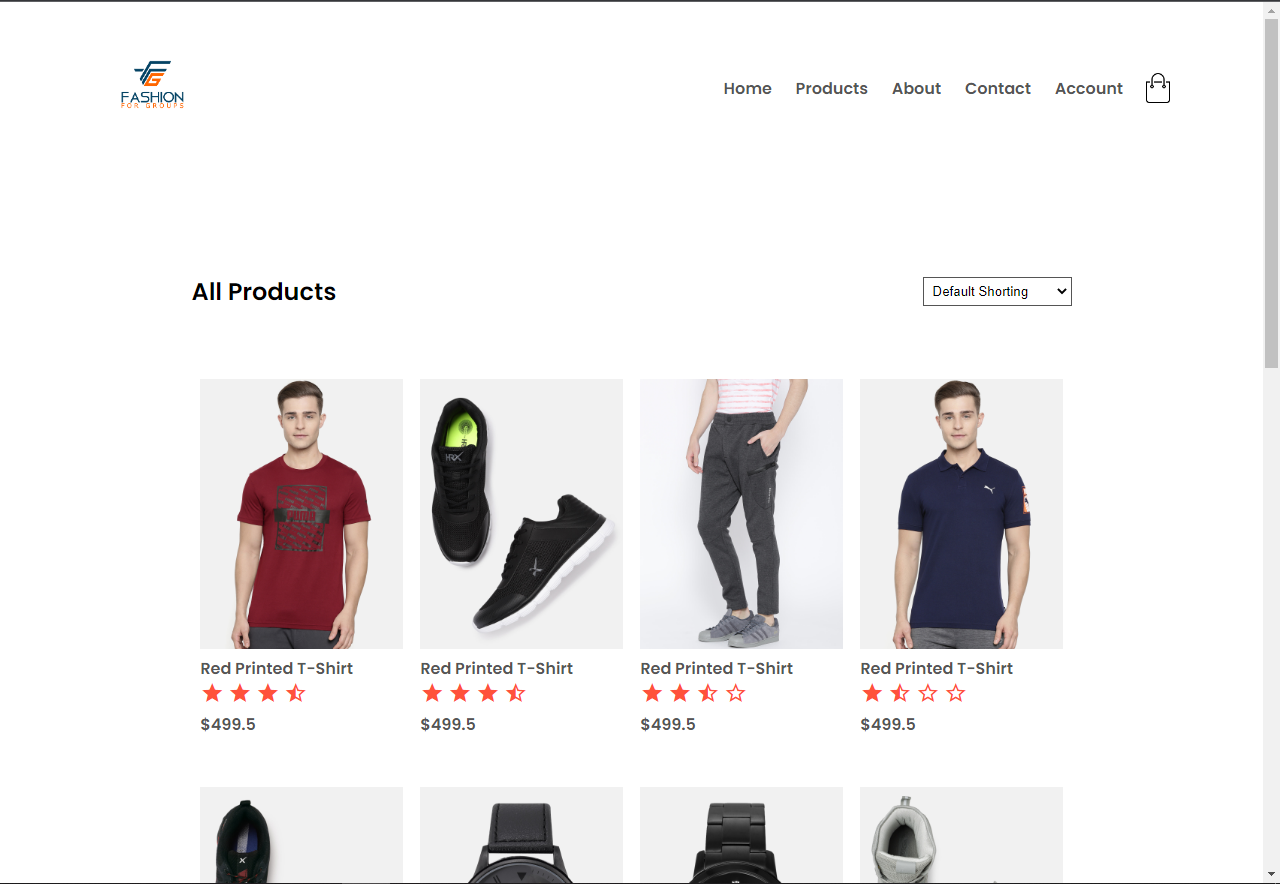 FASHION
FOR GROUPS
Home Products About Contact Account
All Products
Default Shorting
HRX
Red Printed T-Shirt Red Printed T-Shirt Red Printed T-Shirt Red Printed T-Shirt
$499.5 $499.5 $499.5 $499.5